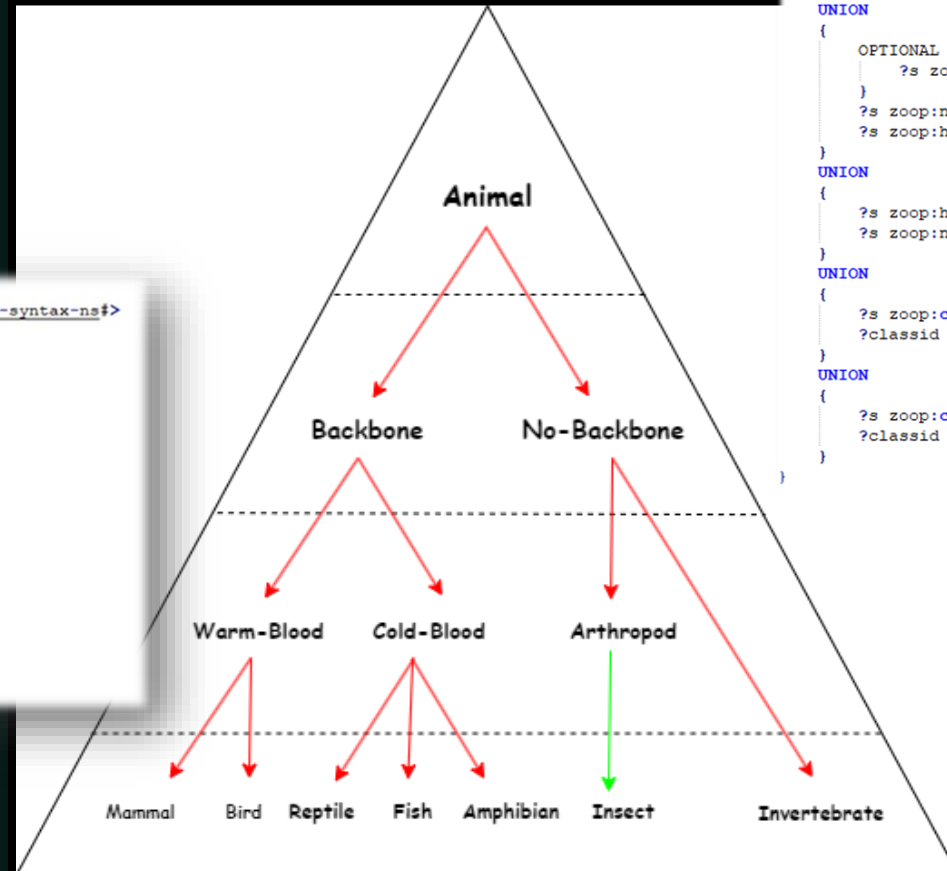 -syntax-ns#>
Animal
Backbone No-Backbone
Warm-Blood Cold-Blood Arthropod
Mammal Bird Reptile Fish Amphibian Insect Invertebrate
UNION
{
OPTIONAL
?s zo
}
?s zoop:n
?s zoop:h
}
UNION
{
?s zoop:h
?s zoop:n
}
UNION
{
?s zoop:c
?classid
}
UNION
{
?s zoop:c
?classid
}
}